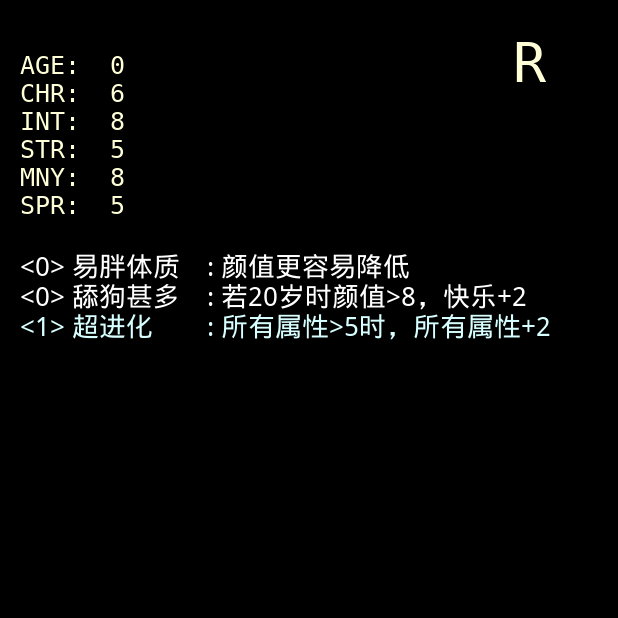 R
AGE: 0
CHR: 6
INT: 8
STR: 5
MNY: 8
SPR: 5
<0> 易胖体质 : 颜值更容易降低
<0> 舔狗甚多 : 若20岁时颜值>8，快乐+2
<1> 超进化 : 所有属性>5时，所有属性+2